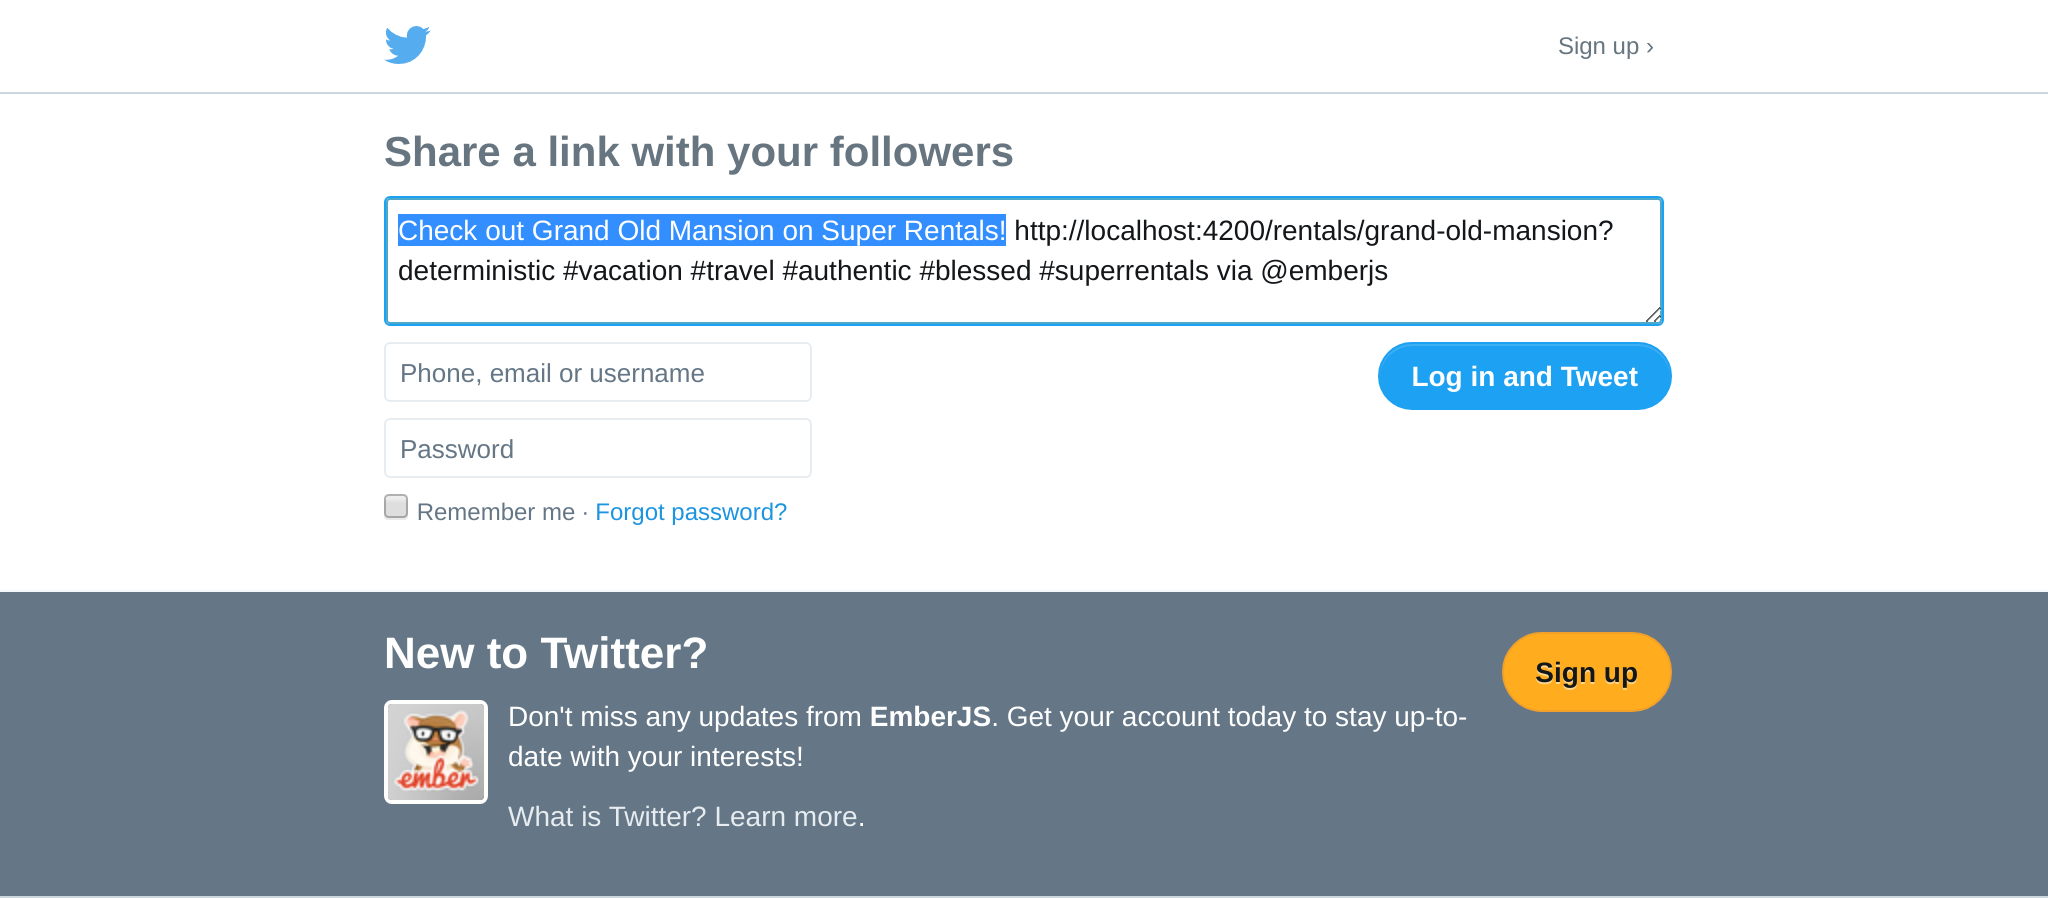 Sign up ›
Share a link with your followers
Check out Grand Old Mansion on Super Rentals! http://localhost:4200/rentals/grand-old-mansion?
deterministic #vacation #travel #authentic #blessed #superrentals via @emberjs
Phone, email or username
Log in and Tweet
Password
Remember me · Forgot password?
New to Twitter?
Sign up
Don't miss any updates from EmberJS. Get your account today to stay up-to-
date with your interests!
ember
What is Twitter? Learn more.